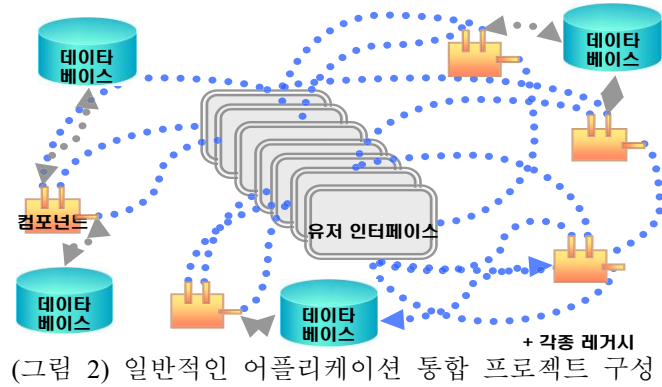 데이타
베이스
데이타
베이스
컴포넌트
유저 인터페이스
데이타
베이스
데이타
베이스
+ 각종 레거시
(그림 2) 일반적인 어플리케이션 통합 프로젝트 구성